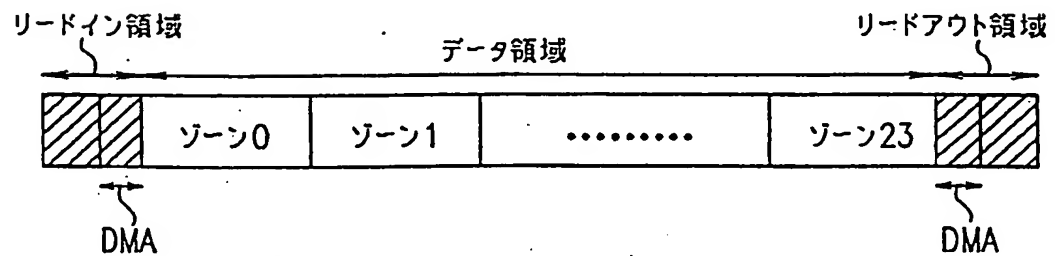 リードイン領域
データ領域
リードアウト領域
ゾーン0
ゾーン1
.........
ゾーン23
DMA
DMA